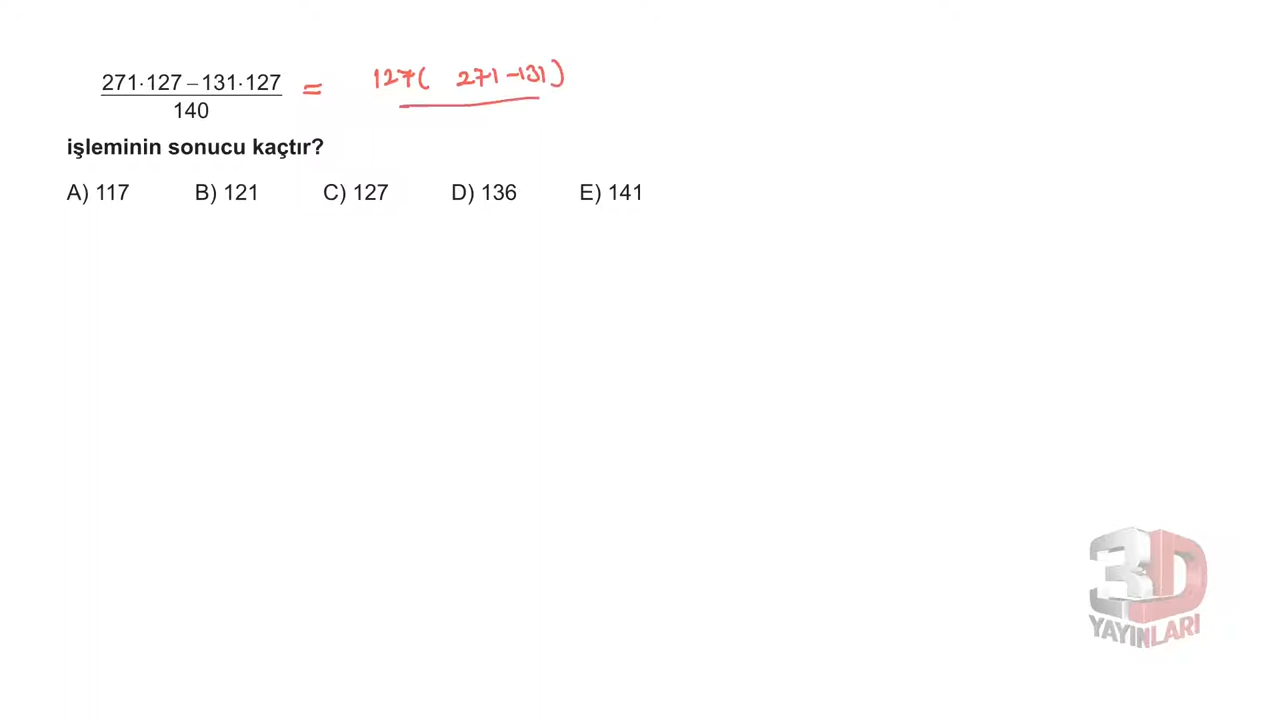 271·127 – 131·127 = 127( 271 - 131)
140
işleminin sonucu kaçtır?
A) 117 B) 121 C) 127 D) 136 E) 141
3D
YAYINLARI